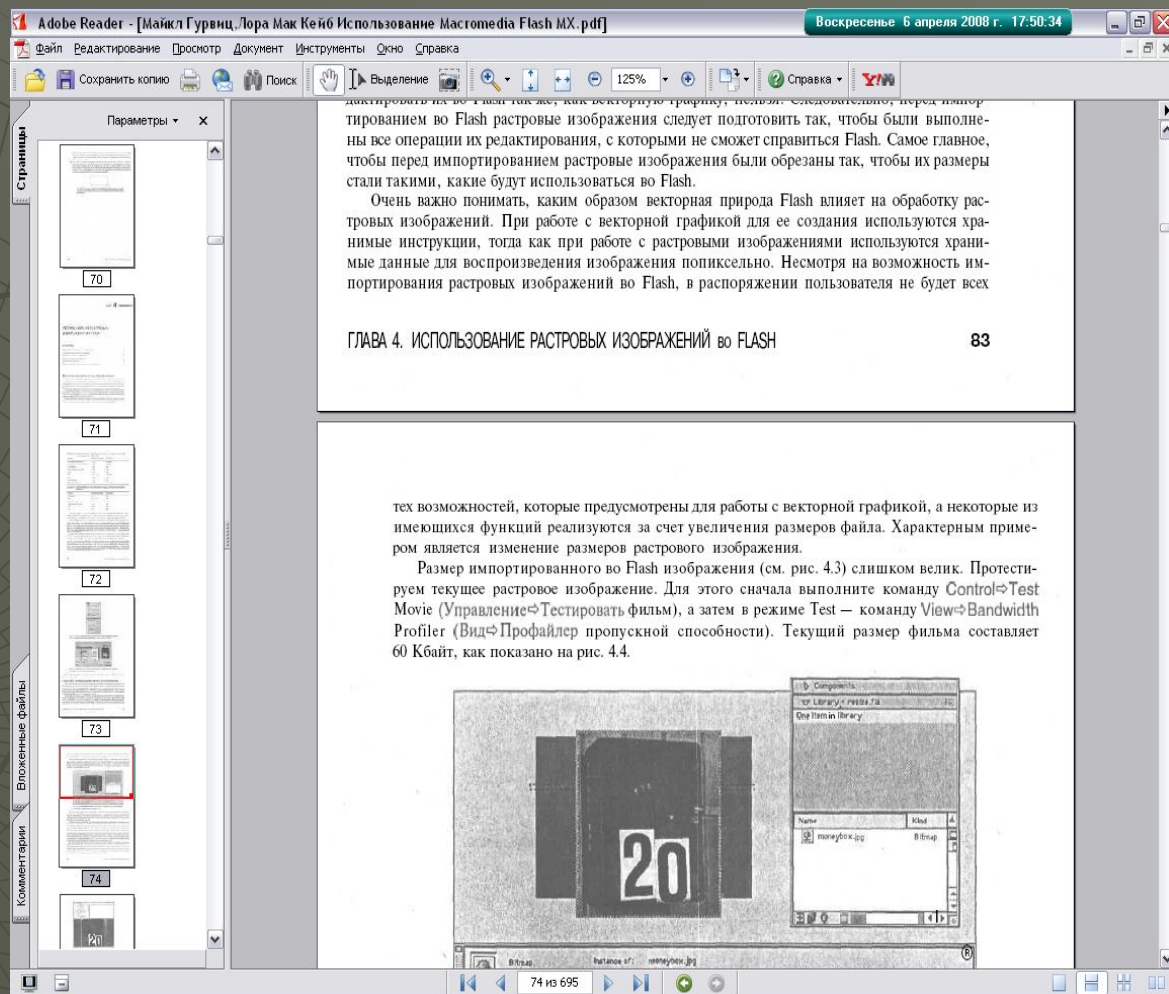 Adobe Reader - [Майкл Гурвиц,Лора Мак Кейб Использование Macromedia Flash MX.pdf]
Воскресенье 6 апреля 2008 г. 17:50:34
Файл Редактирование Просмотр Документ Инструменты Окно Справка
Сохранить копию Поиск Выделение 125% Справка Y!
Страницы
Параметры
70
71
72
73
74
Вложенные файлы
Комментарии
тированием во Flash растровые изображения следует подготовить так, чтобы были выполне-
ны все операции их редактирования, с которыми не сможет справиться Flash. Самое главное,
чтобы перед импортированием растровые изображения были обрезаны так, чтобы их размеры
стали такими, какие будут использоваться во Flash.
Очень важно понимать, каким образом векторная природа Flash влияет на обработку рас-
тровых изображений. При работе с векторной графикой для ее создания используются хра-
нимые инструкции, тогда как при работе с растровыми изображениями используются храни-
мые данные для воспроизведения изображения попиксельно. Несмотря на возможность им-
портирования растровых изображений во Flash, в распоряжении пользователя не будет всех
ГЛАВА 4. ИСПОЛЬЗОВАНИЕ РАСТРОВЫХ ИЗОБРАЖЕНИЙ во FLASH 83
тех возможностей, которые предусмотрены для работы с векторной графикой, а некоторые из
имеющихся функций реализуются за счет увеличения размеров файла. Характерным приме-
ром является изменение размеров растрового изображения.
Размер импортированного во Flash изображения (см. рис. 4.3) слишком велик. Протести-
руем текущее растровое изображение. Для этого сначала выполните команду Control⇨Test
Movie (Управление⇨Тестировать фильм), а затем в режиме Test — команду View⇨Bandwidth
Profiler (Вид⇨Профайлер пропускной способности). Текущий размер фильма составляет
60 Кбайт, как показано на рис. 4.4.
Components
Library
One item in library
Name Kind
moneybox.jpg Bitmap
20
Bitmap Instance of: moneybox.jpg
74 из 695